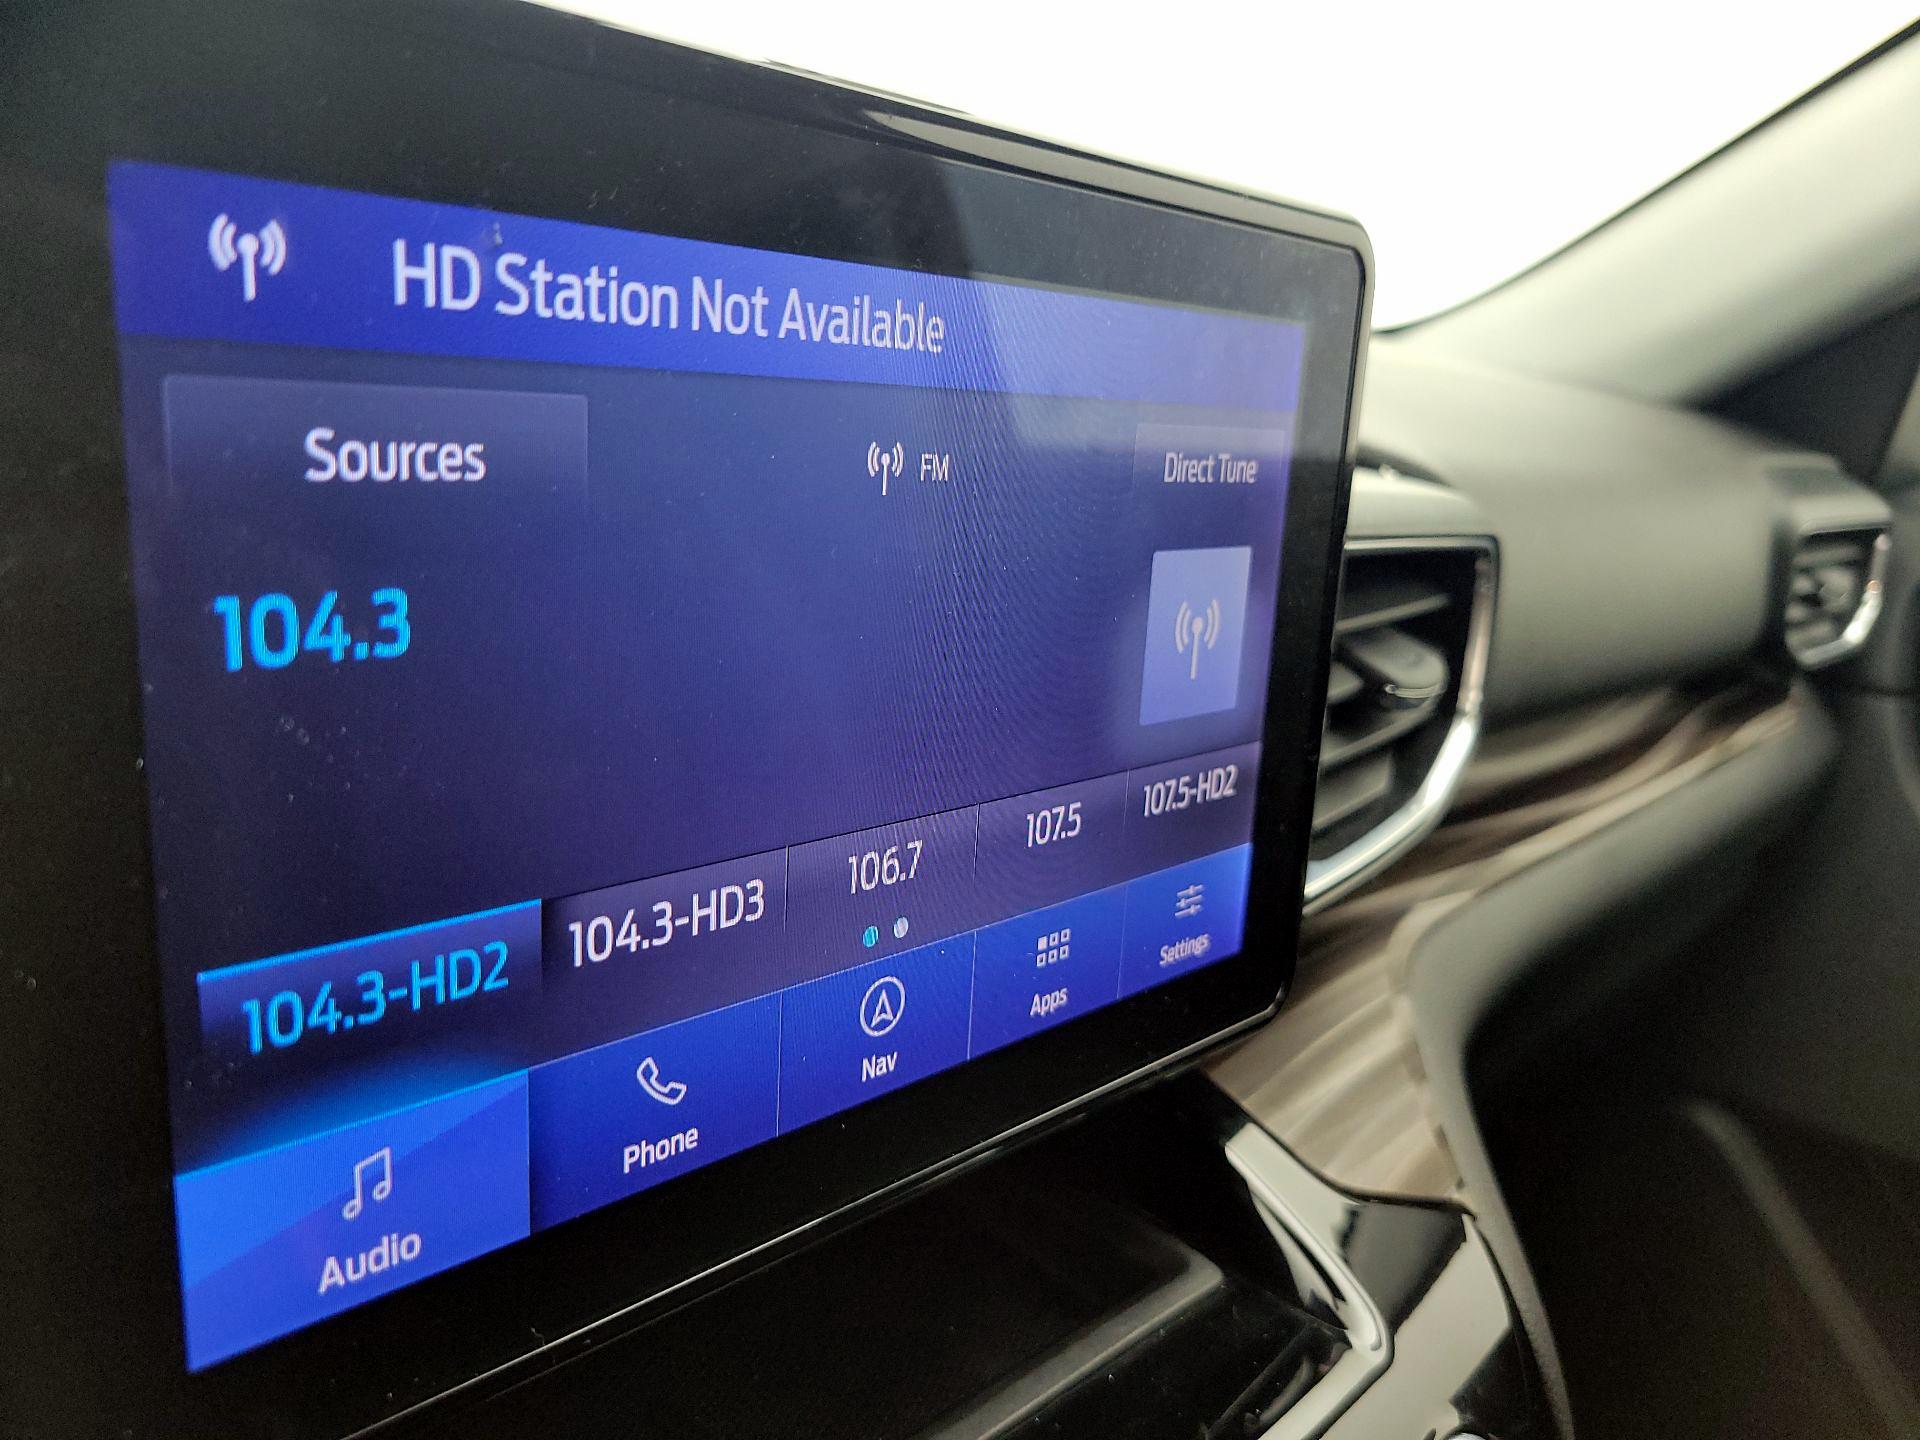 HD Station Not Available
Sources
FM
Direct Tune
104.3
104.3-HD2
104.3-HD3
106.7
107.5
107.5-HD2
Audio
Phone
Nav
Apps
Settings